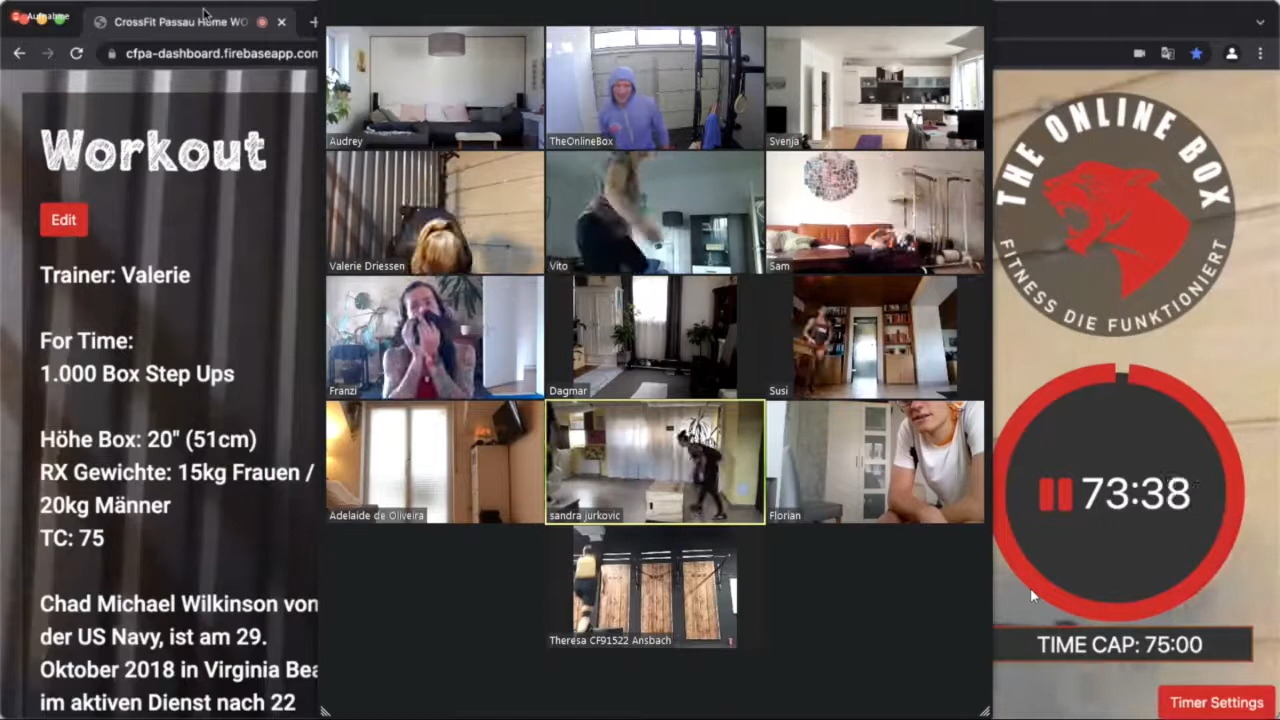 Aufnahme
CrossFit Passau Home WO
cfpa-dashboard.firebaseapp.com
Workout
Edit
Trainer: Valerie
For Time:
1.000 Box Step Ups
Höhe Box: 20" (51cm)
RX Gewichte: 15kg Frauen /
20kg Männer
TC: 75
Chad Michael Wilkinson von
der US Navy, ist am 29.
Oktober 2018 in Virginia Bea
im aktiven Dienst nach 22
Audrey
TheOnlineBox
Svenja
Valerie Driessen
Vito
Sam
Franzi
Dagmar
Susi
Adelaide de Oliveira
sandra jurkovic
Florian
Theresa CF91522 Ansbach
THE ONLINE BOX
FITNESS DIE FUNKTIONIERT
73:38
TIME CAP: 75:00
Timer Settings